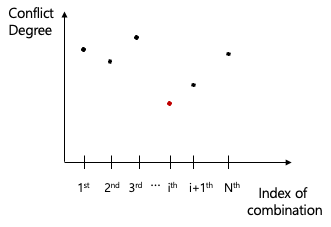 Conflict
Degree
1st 2nd 3rd ... ith i+1th Nth
Index of
combination